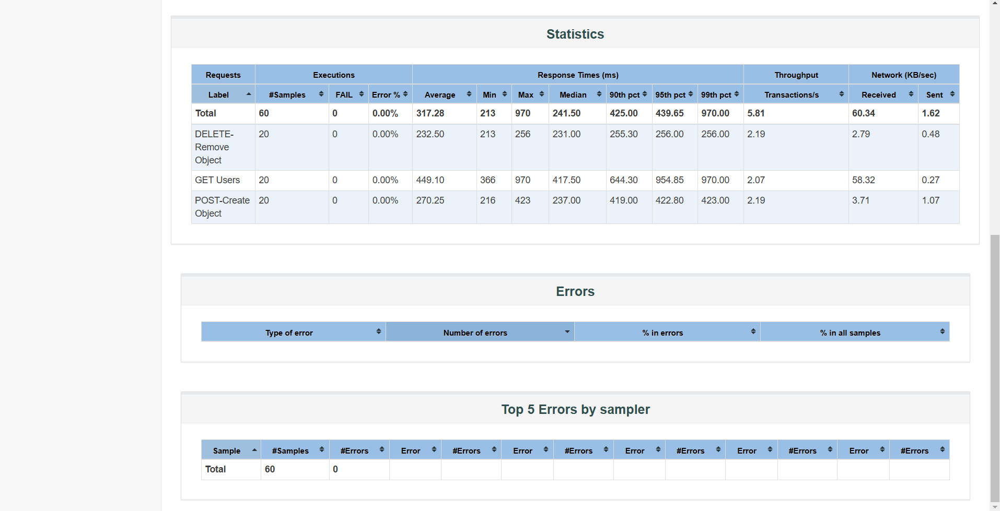 Statistics
Requests Executions Response Times (ms) Throughput Network (KB/sec)
Label #Samples FAIL Error % Average Min Max Median 90th pct 95th pct 99th pct Transactions/s Received Sent
Total 60 0 0.00% 317.28 213 970 241.50 425.00 439.65 970.00 5.81 60.34 1.62
DELETE- 20 0 0.00% 232.50 213 256 231.00 255.30 256.00 256.00 2.19 2.79 0.48
Remove
Object
GET Users 20 0 0.00% 449.10 366 970 417.50 644.30 954.85 970.00 2.07 58.32 0.27
POST-Create 20 0 0.00% 270.25 216 423 237.00 419.00 422.80 423.00 2.19 3.71 1.07
Object
Errors
Type of error Number of errors % in errors % in all samples
Top 5 Errors by sampler
Sample #Samples #Errors Error #Errors Error #Errors Error #Errors Error #Errors Error #Errors
Total 60 0